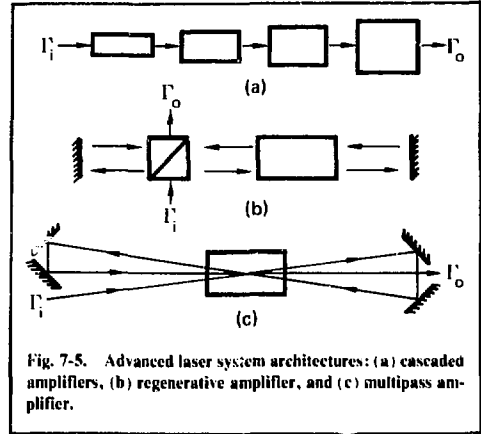 Γi Γo
(a)
Γo
Γi
(b)
Γi Γo
(c)
Fig. 7-5. Advanced laser system architectures: (a) cascaded
amplifiers, (b) regenerative amplifier, and (c) multipass am-
plifier.